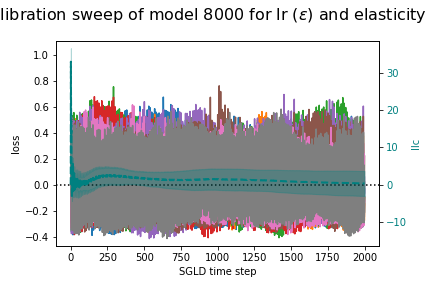 libration sweep of model 8000 for lr (ε) and elasticity
1.0
0.8
0.6
0.4
0.2
0.0
−0.2
−0.4
loss
30
20
10
0
−10
llc
0 250 500 750 1000 1250 1500 1750 2000
SGLD time step